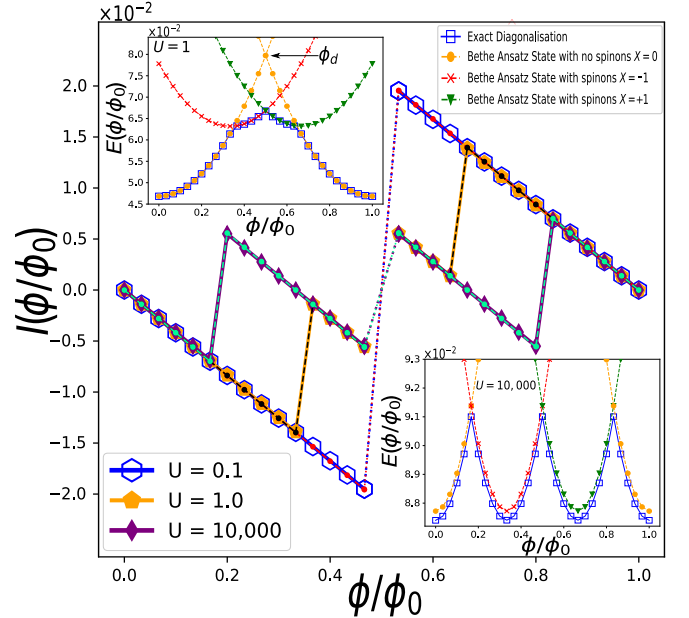 ×10⁻²
×10⁻²
U = 1
ϕ_d
8.0
7.5
7.0
6.5
6.0
5.5
5.0
4.5
E(ϕ/ϕ₀)
0.0 0.2 0.4 0.6 0.8 1.0
ϕ/ϕ₀
Exact Diagonalisation
Bethe Ansatz State with no spinons X = 0
Bethe Ansatz State with spinons X = −1
Bethe Ansatz State with spinons X = +1
2.0
1.5
1.0
0.5
0.0
−0.5
−1.0
−1.5
−2.0
I(ϕ/ϕ₀)
×10⁻²
U = 10,000
9.3
9.2
9.1
9.0
8.9
8.8
E(ϕ/ϕ₀)
0.0 0.2 0.4 0.6 0.8 1.0
ϕ/ϕ₀
U = 0.1
U = 1.0
U = 10,000
0.0 0.2 0.4 0.6 0.8 1.0
ϕ/ϕ₀